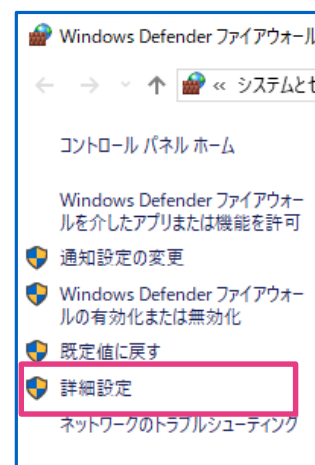 Windows Defender ファイアウォール
« システムと
コントロール パネル ホーム
Windows Defender ファイアウォー
ルを介したアプリまたは機能を許可
通知設定の変更
Windows Defender ファイアウォー
ルの有効化または無効化
既定値に戻す
詳細設定
ネットワークのトラブルシューティング